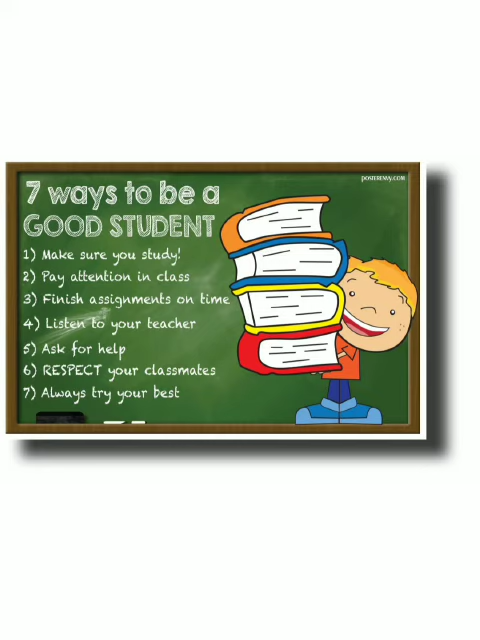 POSTERENVY.COM
7 ways to be a
GOOD STUDENT
1) Make sure you study!
2) Pay attention in class
3) Finish assignments on time
4) Listen to your teacher
5) Ask for help
6) RESPECT your classmates
7) Always try your best